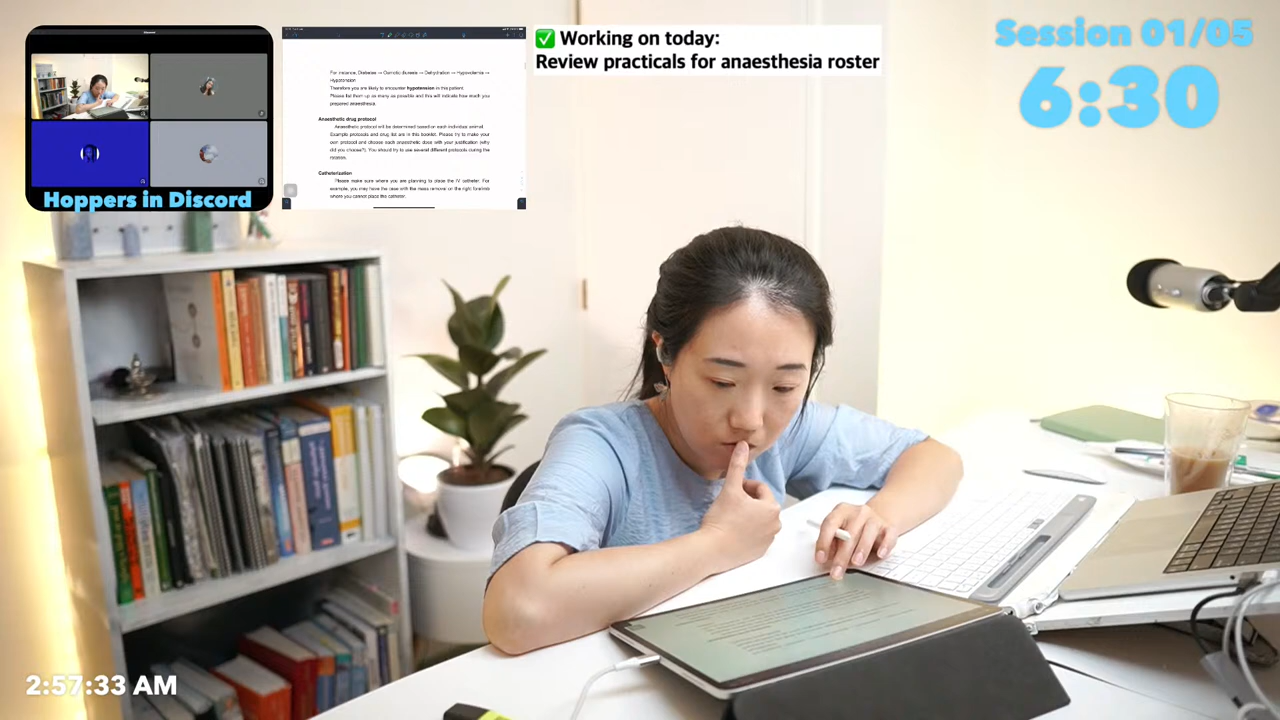 Hoppers in Discord
For instance, Diabetes → Osmotic diuresis → Dehydration → Hypovolemia →
Hypotension
Therefore you are likely to encounter hypotension in this patient.
Please list them up as many as possible and this will indicate how much you
prepared anaesthesia.
Anaesthetic drug protocol
Anaesthetic protocol will be determined based on each individual animal.
Example protocols and drug list are in this booklet. Please try to make your
own protocol and choose each anaesthetic dose with your justification (why
did you choose?). You should try to use several different protocols during the
rotation.
Catheterization
Please make sure where you are planning to place the IV catheter. For
example, you may have the case with the mass removal on the right forelimb
where you cannot place the catheter.
✅ Working on today:
Review practicals for anaesthesia roster
Session 01/05
6:30
2:57:33 AM